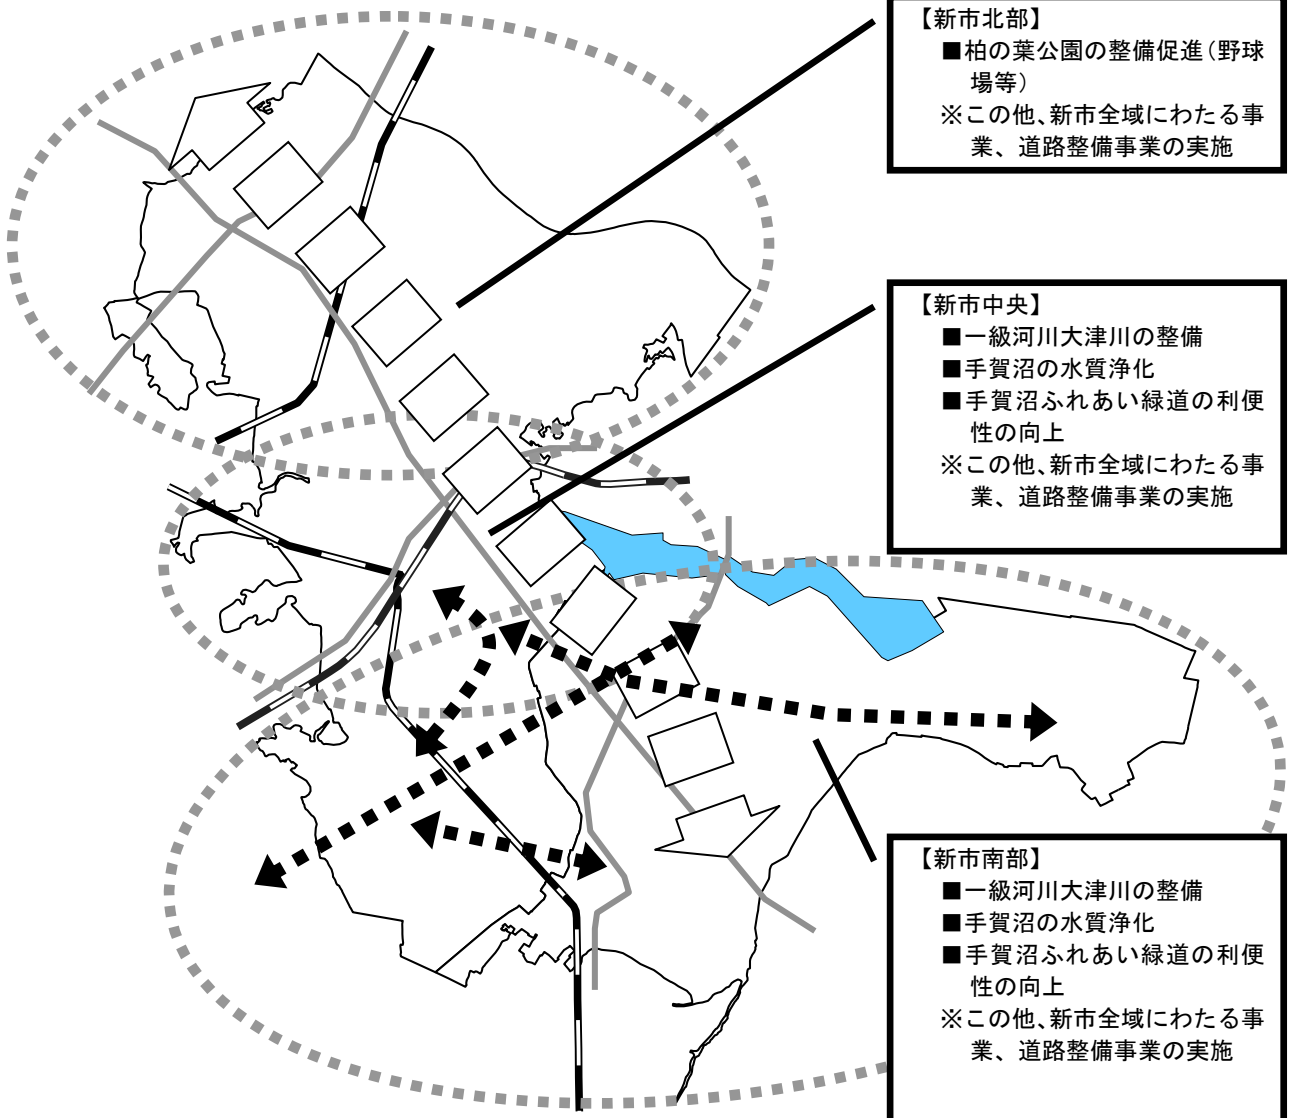 【新市北部】
■柏の葉公園の整備促進（野球
場等）
※この他、新市全域にわたる事
業、道路整備事業の実施
【新市中央】
■一級河川大津川の整備
■手賀沼の水質浄化
■手賀沼ふれあい緑道の利便
性の向上
※この他、新市全域にわたる事
業、道路整備事業の実施
【新市南部】
■一級河川大津川の整備
■手賀沼の水質浄化
■手賀沼ふれあい緑道の利便
性の向上
※この他、新市全域にわたる事
業、道路整備事業の実施